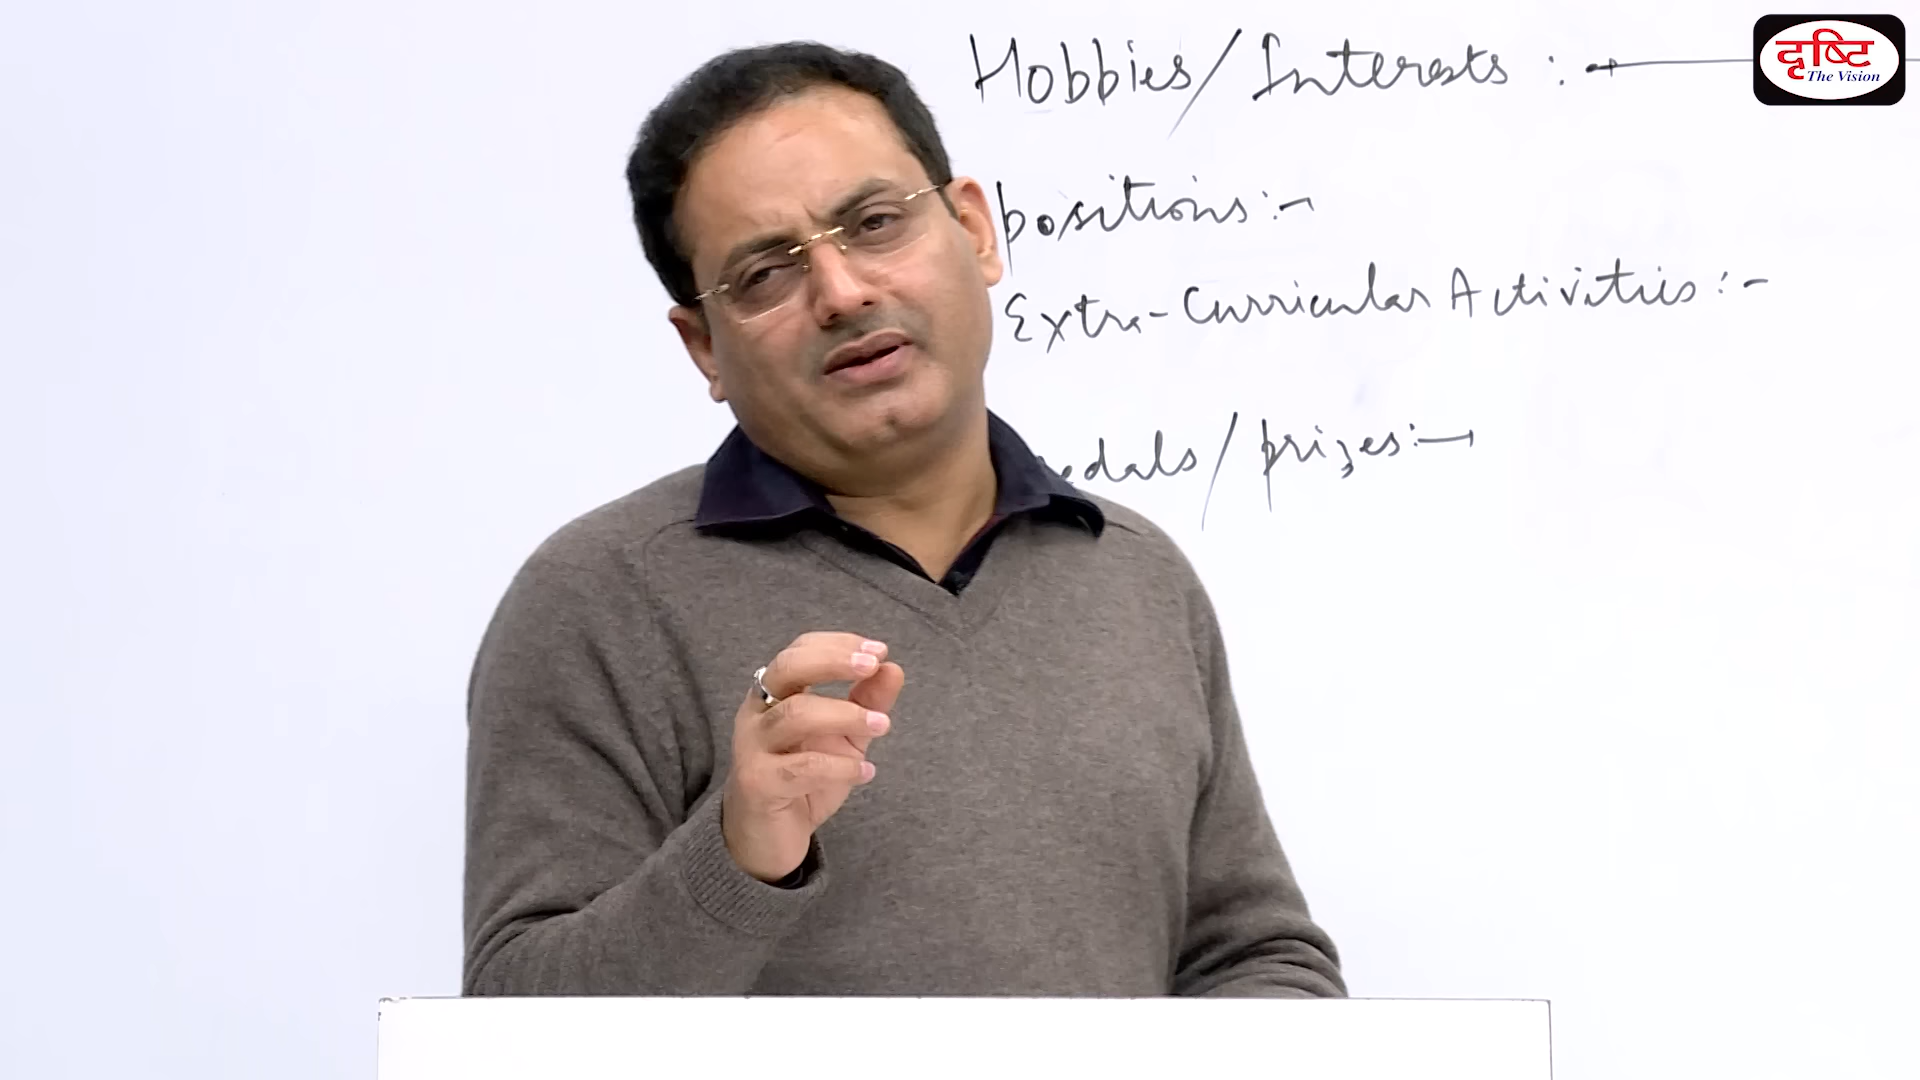 Hobbies/Interests :-
दृष्टि
The Vision
positions:-
Extra-Curricular Activities:-
edals/prizes:-